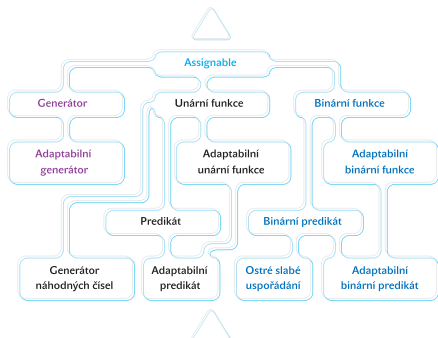 Assignable
Generátor
Unární funkce
Binární funkce
Adaptabilní
generátor
Adaptabilní
unární funkce
Adaptabilní
binární funkce
Predikát
Binární predikát
Generátor
náhodných čísel
Adaptabilní
predikát
Ostré slabé
uspořádání
Adaptabilní
binární predikát